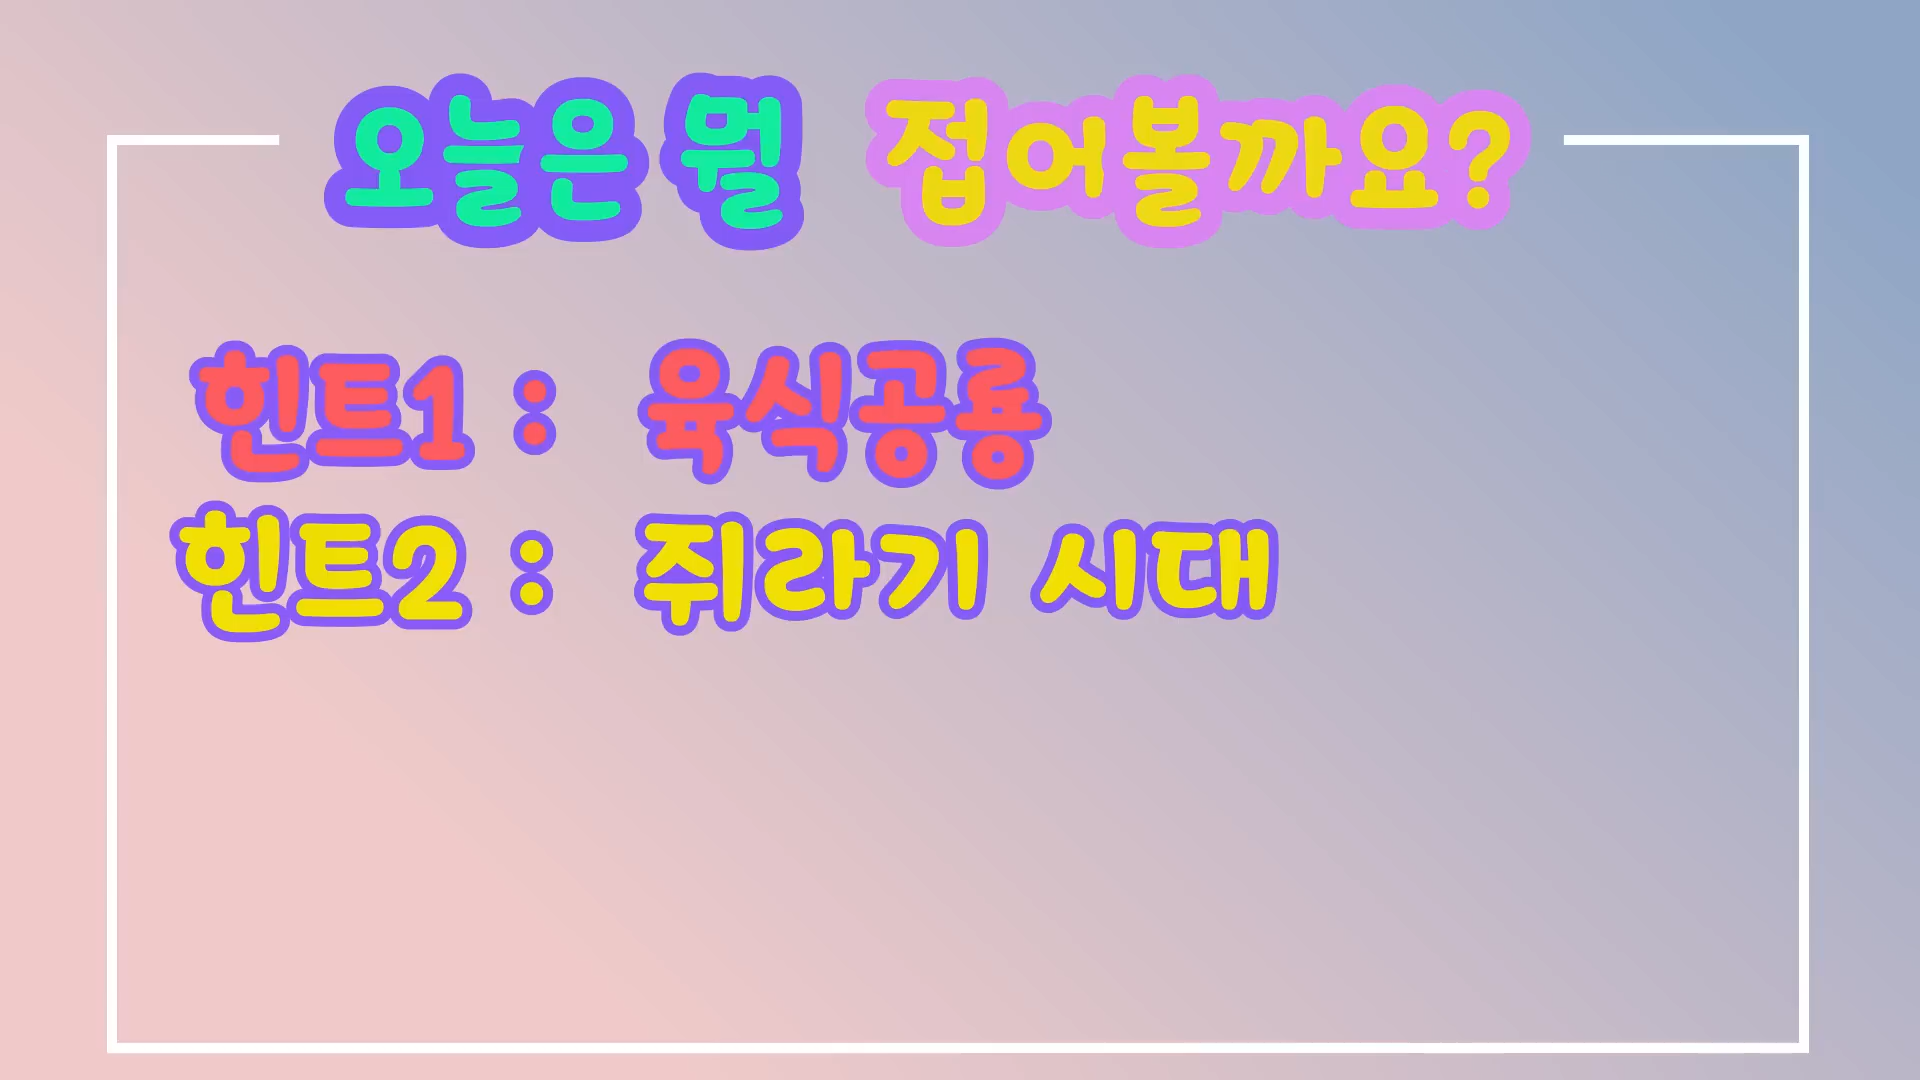 오늘은 뭘 접어볼까요?
힌트1 : 육식공룡
힌트2 : 쥐라기 시대